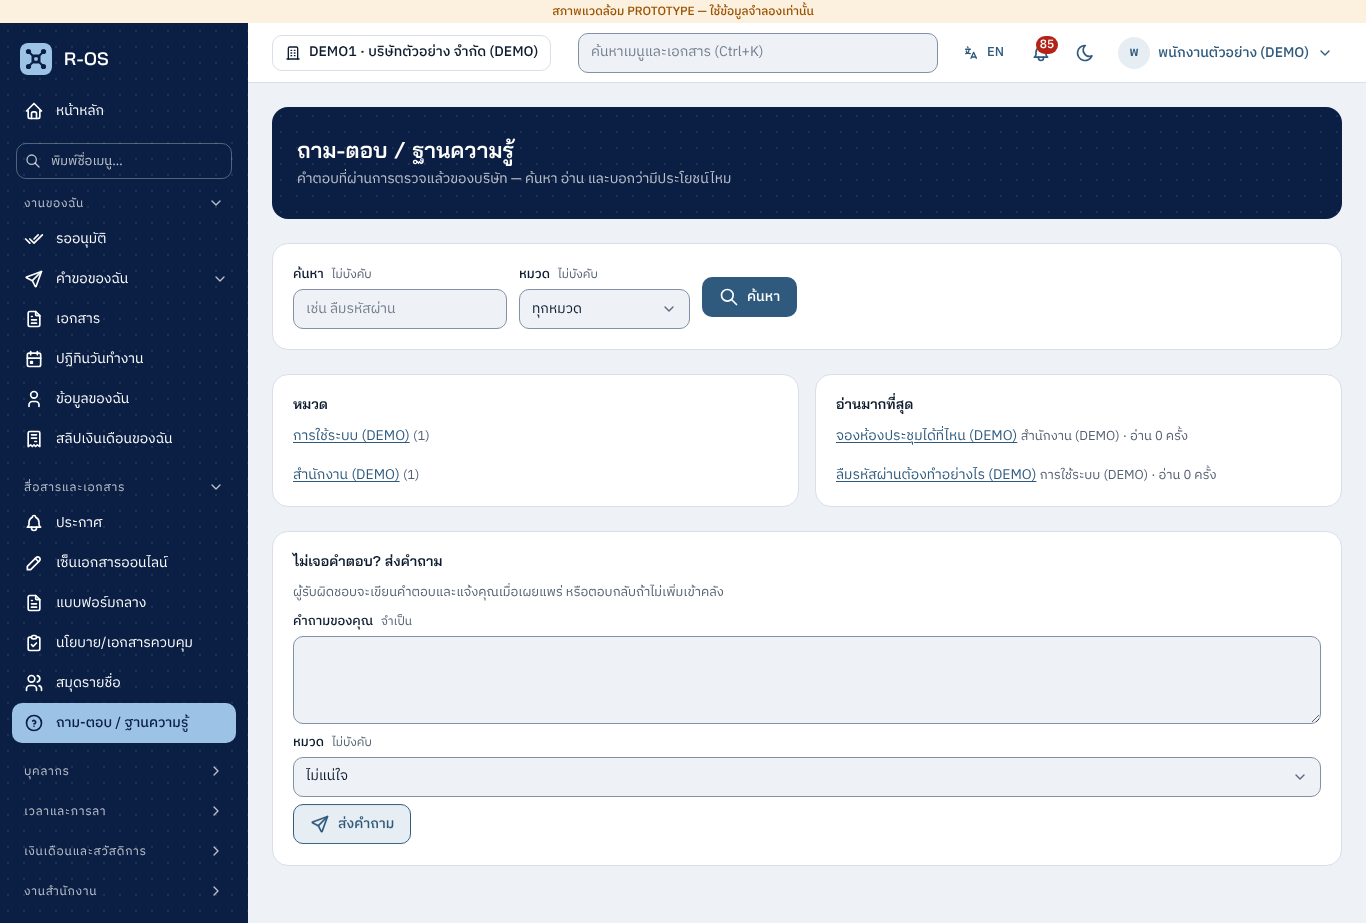 สภาพแวดล้อม PROTOTYPE — ใช้ข้อมูลจำลองเท่านั้น
R-OS
DEMO1 · บริษัทตัวอย่าง จำกัด (DEMO)
ค้นหาเมนูและเอกสาร (Ctrl+K)
EN
85
พ
พนักงานตัวอย่าง (DEMO)
หน้าหลัก
พิมพ์ชื่อเมนู...
งานของฉัน
รออนุมัติ
คำขอของฉัน
เอกสาร
ปฏิทินวันทำงาน
ข้อมูลของฉัน
สลิปเงินเดือนของฉัน
สื่อสารและเอกสาร
ประกาศ
เซ็นเอกสารออนไลน์
แบบฟอร์มกลาง
นโยบาย/เอกสารควบคุม
สมุดรายชื่อ
ถาม-ตอบ / ฐานความรู้
บุคลากร
เวลาและการลา
เงินเดือนและสวัสดิการ
งานสำนักงาน
ถาม-ตอบ / ฐานความรู้
คำตอบที่ผ่านการตรวจแล้วของบริษัท — ค้นหา อ่าน และบอกว่ามีประโยชน์ไหม
ค้นหา ไม่บังคับ
เช่น ลืมรหัสผ่าน
หมวด ไม่บังคับ
ทุกหมวด
ค้นหา
หมวด
การใช้ระบบ (DEMO) (1)
สำนักงาน (DEMO) (1)
อ่านมากที่สุด
จองห้องประชุมได้ที่ไหน (DEMO) สำนักงาน (DEMO) · อ่าน 0 ครั้ง
ลืมรหัสผ่านต้องทำอย่างไร (DEMO) การใช้ระบบ (DEMO) · อ่าน 0 ครั้ง
ไม่เจอคำตอบ? ส่งคำถาม
ผู้รับผิดชอบจะเขียนคำตอบและแจ้งคุณเมื่อเผยแพร่ หรือตอบกลับถ้าไม่เพิ่มเข้าคลัง
คำถามของคุณ จำเป็น
หมวด ไม่บังคับ
ไม่แน่ใจ
ส่งคำถาม